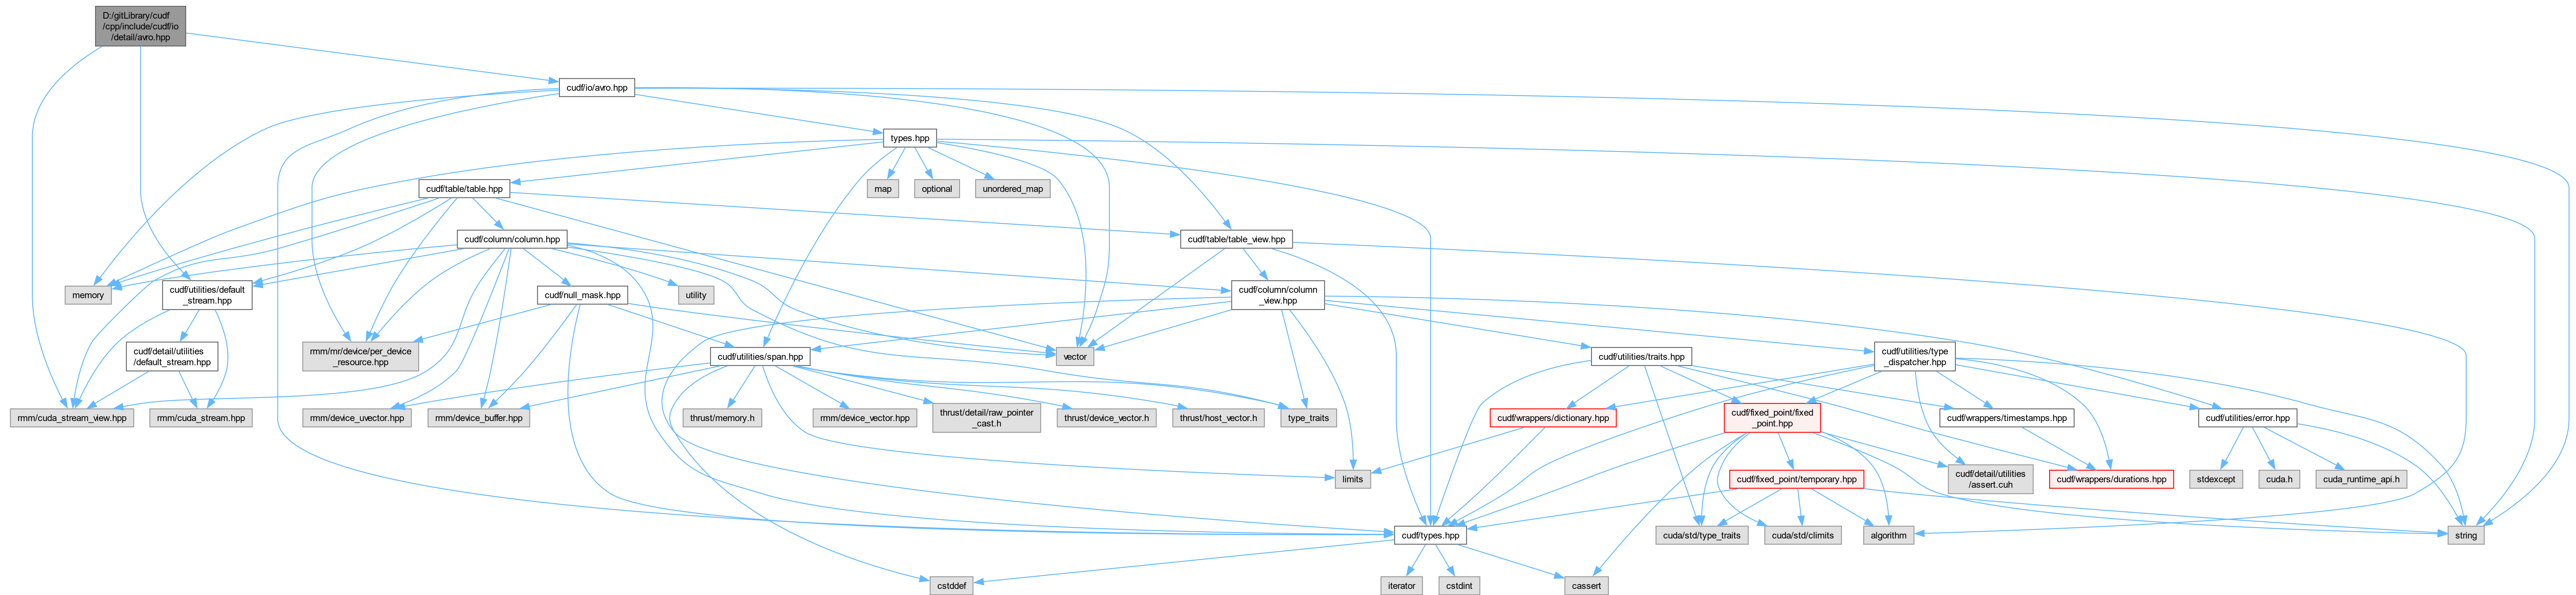 D:/gitLibrary/cudf
/cpp/include/cudf/io
/detail/avro.hpp
cudf/io/avro.hpp
types.hpp
cudf/table/table.hpp
map
optional
unordered_map
cudf/column/column.hpp
cudf/table/table_view.hpp
memory
cudf/utilities/default
_stream.hpp
cudf/null_mask.hpp
utility
cudf/column/column
_view.hpp
cudf/detail/utilities
/default_stream.hpp
rmm/mr/device/per_device
_resource.hpp
cudf/utilities/span.hpp
vector
cudf/utilities/traits.hpp
cudf/utilities/type
_dispatcher.hpp
rmm/cuda_stream_view.hpp
rmm/cuda_stream.hpp
rmm/device_uvector.hpp
rmm/device_buffer.hpp
thrust/memory.h
rmm/device_vector.hpp
thrust/detail/raw_pointer
_cast.h
thrust/device_vector.h
thrust/host_vector.h
type_traits
cudf/wrappers/dictionary.hpp
cudf/fixed_point/fixed
_point.hpp
cudf/wrappers/timestamps.hpp
cudf/utilities/error.hpp
limits
cudf/fixed_point/temporary.hpp
cudf/detail/utilities
/assert.cuh
cudf/wrappers/durations.hpp
stdexcept
cuda.h
cuda_runtime_api.h
cudf/types.hpp
cuda/std/type_traits
cuda/std/climits
algorithm
string
cstddef
iterator
cstdint
cassert